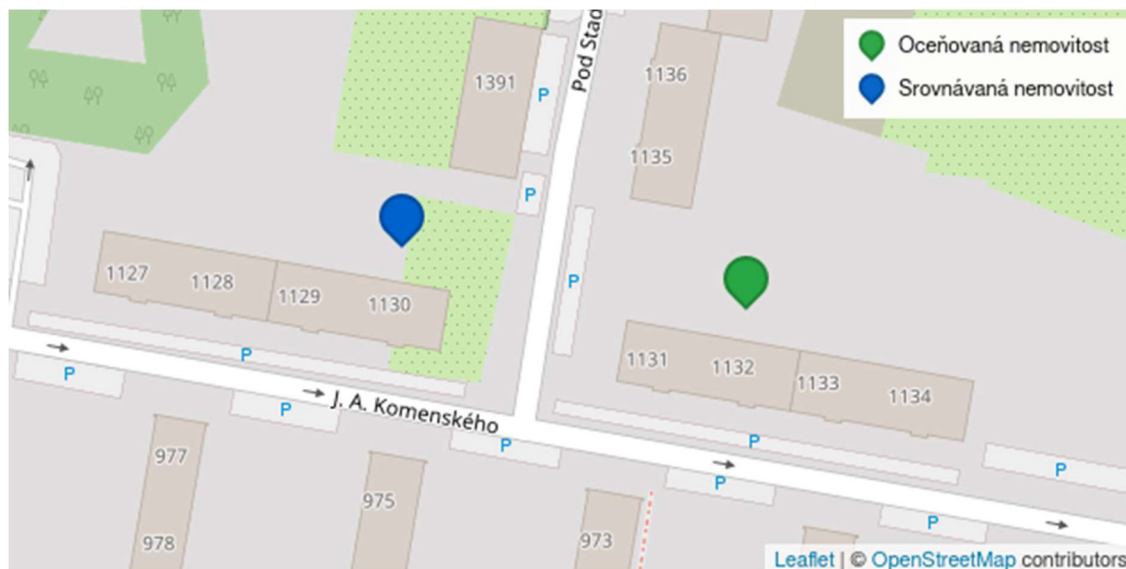 Oceňovaná nemovitost
Srovnávaná nemovitost
1391
P
Pod Stad
1136
1135
P
P
1127
1128
1129
1130
1131
1132
1133
1134
P
P
P
P
P
P
P
P
J. A. Komenského
977
978
975
973
Leaflet | © OpenStreetMap contributors